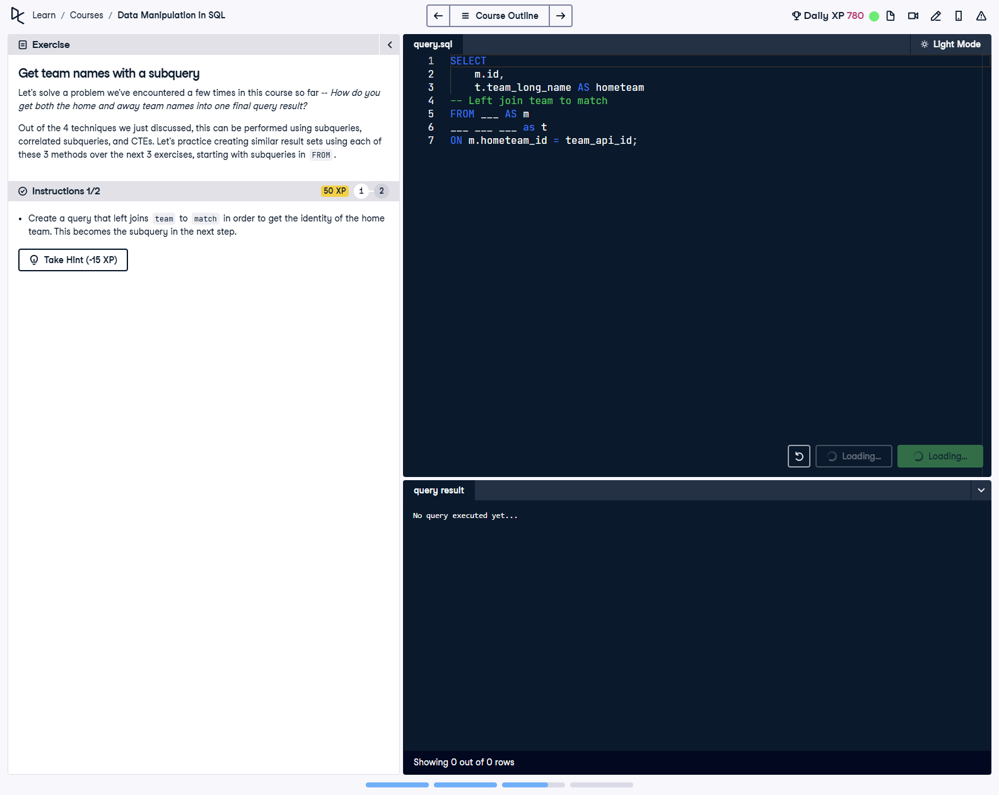 Learn / Courses / Data Manipulation in SQL
Course Outline
Daily XP 780
Exercise
Get team names with a subquery
Let's solve a problem we've encountered a few times in this course so far -- How do you
get both the home and away team names into one final query result?
Out of the 4 techniques we just discussed, this can be performed using subqueries,
correlated subqueries, and CTEs. Let's practice creating similar result sets using each of
these 3 methods over the next 3 exercises, starting with subqueries in FROM.
Instructions 1/2
50 XP
1
2
• Create a query that left joins team to match in order to get the identity of the home
team. This becomes the subquery in the next step.
Take Hint (-15 XP)
query.sql
Light Mode
1 SELECT
2 m.id,
3 t.team_long_name AS hometeam
4 -- Left join team to match
5 FROM ___ AS m
6 ___ ___ ___ as t
7 ON m.hometeam_id = team_api_id;
Loading...
Loading...
query result
No query executed yet...
Showing 0 out of 0 rows